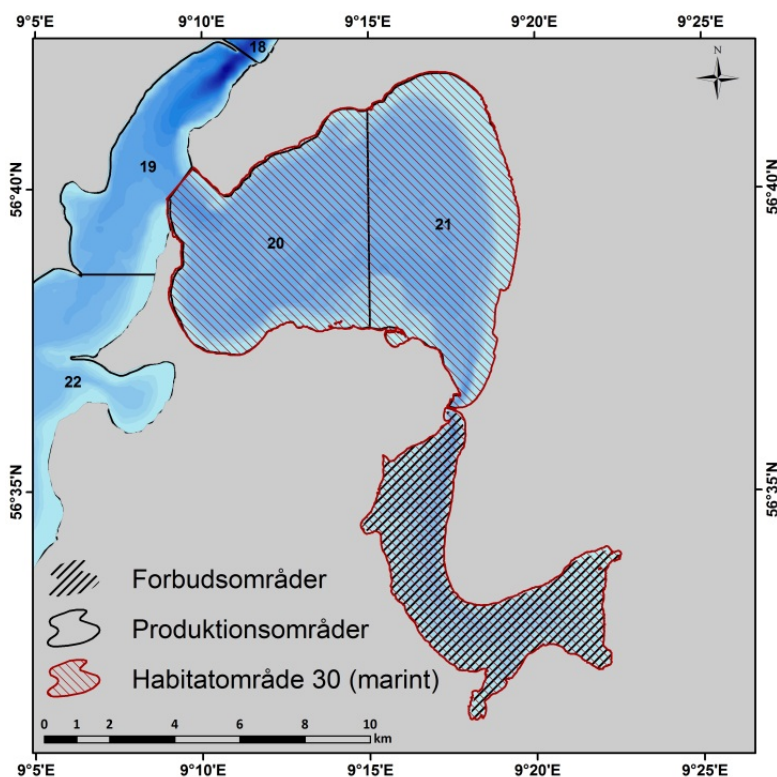 9°5'E 9°10'E 9°15'E 9°20'E 9°25'E
18
N
19
56°40'N 56°40'N
20 21
22
56°35'N 56°35'N
Forbudsområder
Produktionsområder
Habitatområde 30 (marint)
0 1 2 4 6 8 10
km
9°5'E 9°10'E 9°15'E 9°20'E 9°25'E